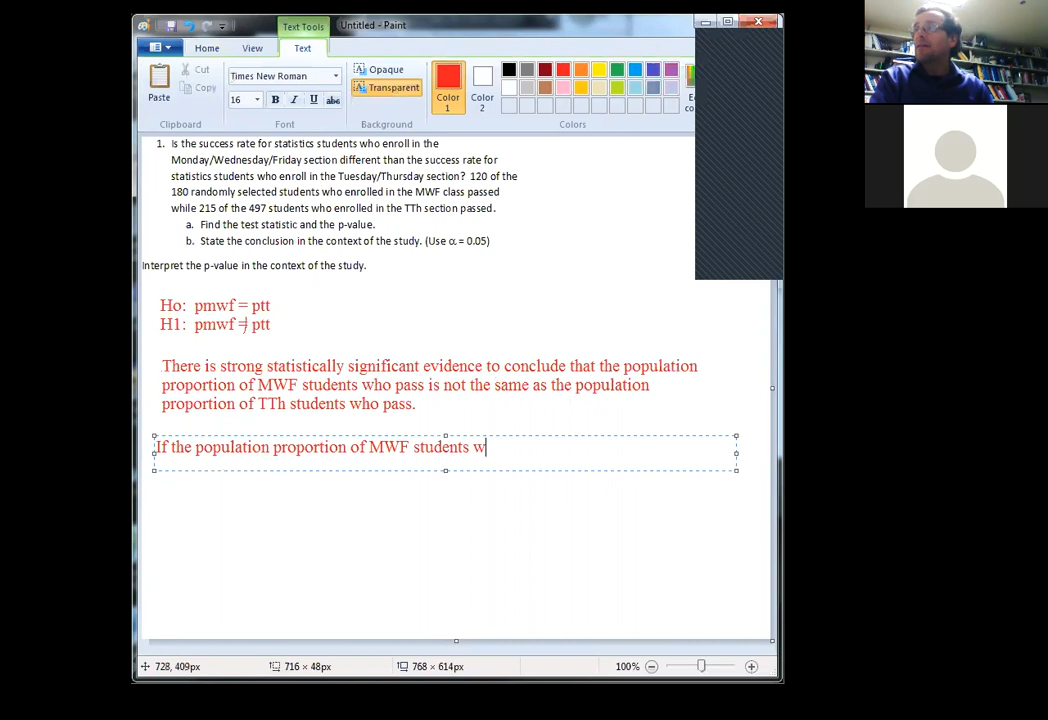 Text Tools
Untitled - Paint
Home
View
Text
Paste
Cut
Copy
Times New Roman
16
B I U abc
Opaque
Transparent
Color 1
Color 2
Clipboard
Font
Background
Colors
1. Is the success rate for statistics students who enroll in the
Monday/Wednesday/Friday section different than the success rate for
statistics students who enroll in the Tuesday/Thursday section? 120 of the
180 randomly selected students who enrolled in the MWF class passed
while 215 of the 497 students who enrolled in the TTh section passed.
a. Find the test statistic and the p-value.
b. State the conclusion in the context of the study. (Use α = 0.05)
Interpret the p-value in the context of the study.
Ho: pmwf = ptt
H1: pmwf =/ ptt
There is strong statistically significant evidence to conclude that the population
proportion of MWF students who pass is not the same as the population
proportion of TTh students who pass.
If the population proportion of MWF students w
728, 409px
716 × 48px
768 × 614px
100%